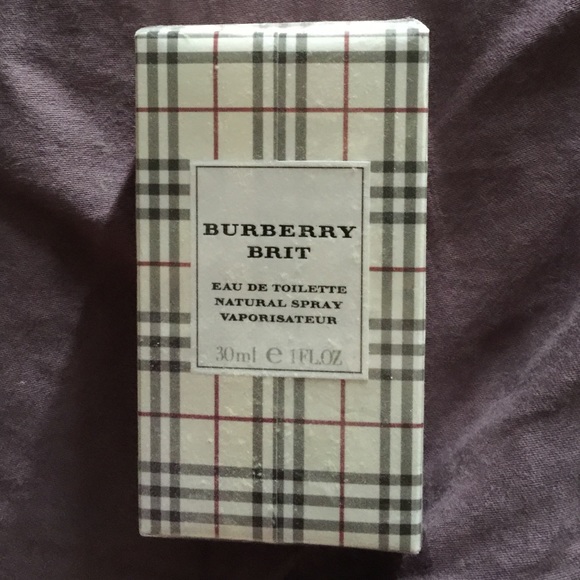 BURBERRY
BRIT
EAU DE TOILETTE
NATURAL SPRAY
VAPORISATEUR
30ml ℮ 1FL.OZ